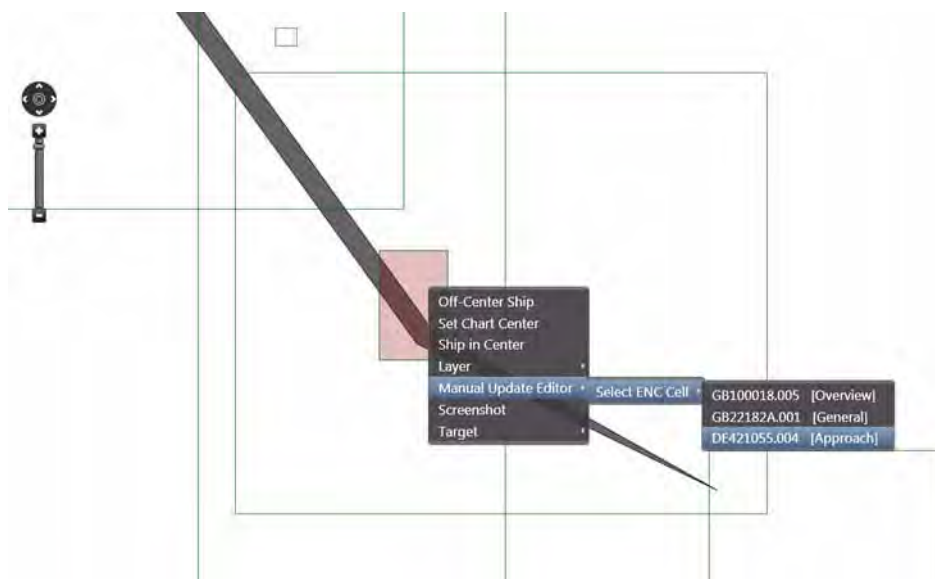 Off-Center Ship
Set Chart Center
Ship in Center
Layer
Manual Update Editor
Screenshot
Target
Select ENC Cell
GB100018.005 [Overview]
GB22182A.001 [General]
DE421055.004 [Approach]